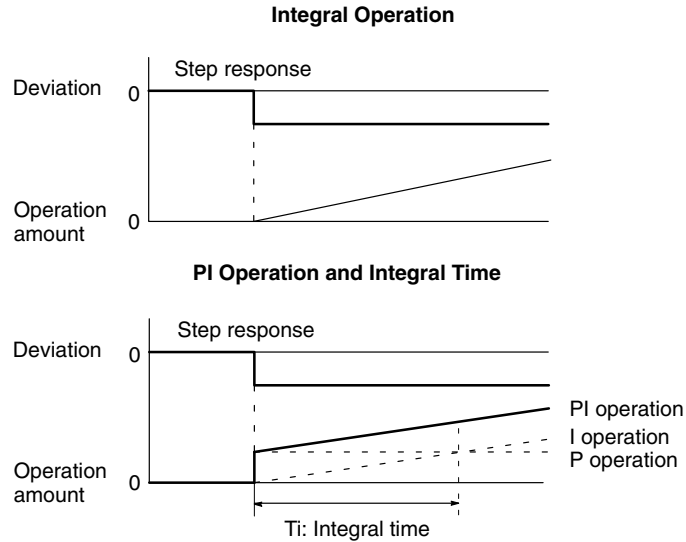 Integral Operation
Step response
Deviation 0
Operation
amount
0
PI Operation and Integral Time
Step response
Deviation 0
PI operation
I operation
P operation
Operation
amount
0
Ti: Integral time